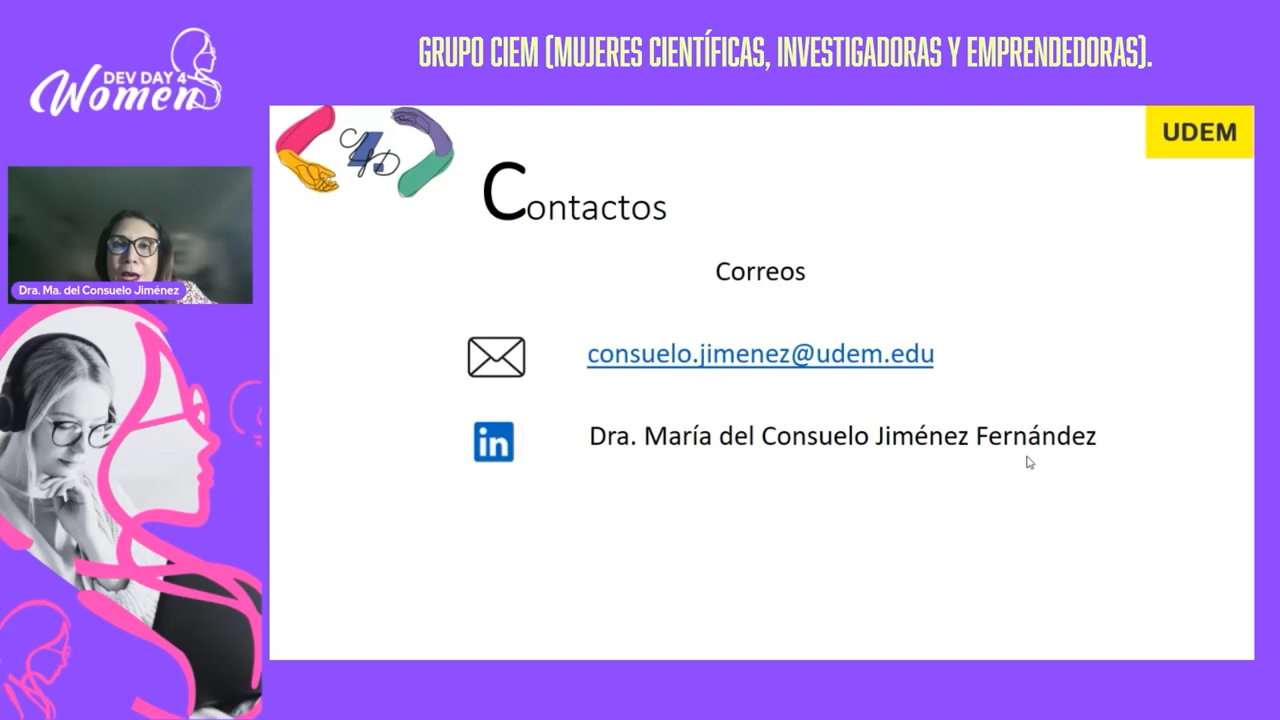 DEV DAY 4
Women
GRUPO CIEM (MUJERES CIENTÍFICAS, INVESTIGADORAS Y EMPRENDEDORAS).
UDEM
Contactos
Correos
Dra. Ma. del Consuelo Jiménez
consuelo.jimenez@udem.edu
in
Dra. María del Consuelo Jiménez Fernández